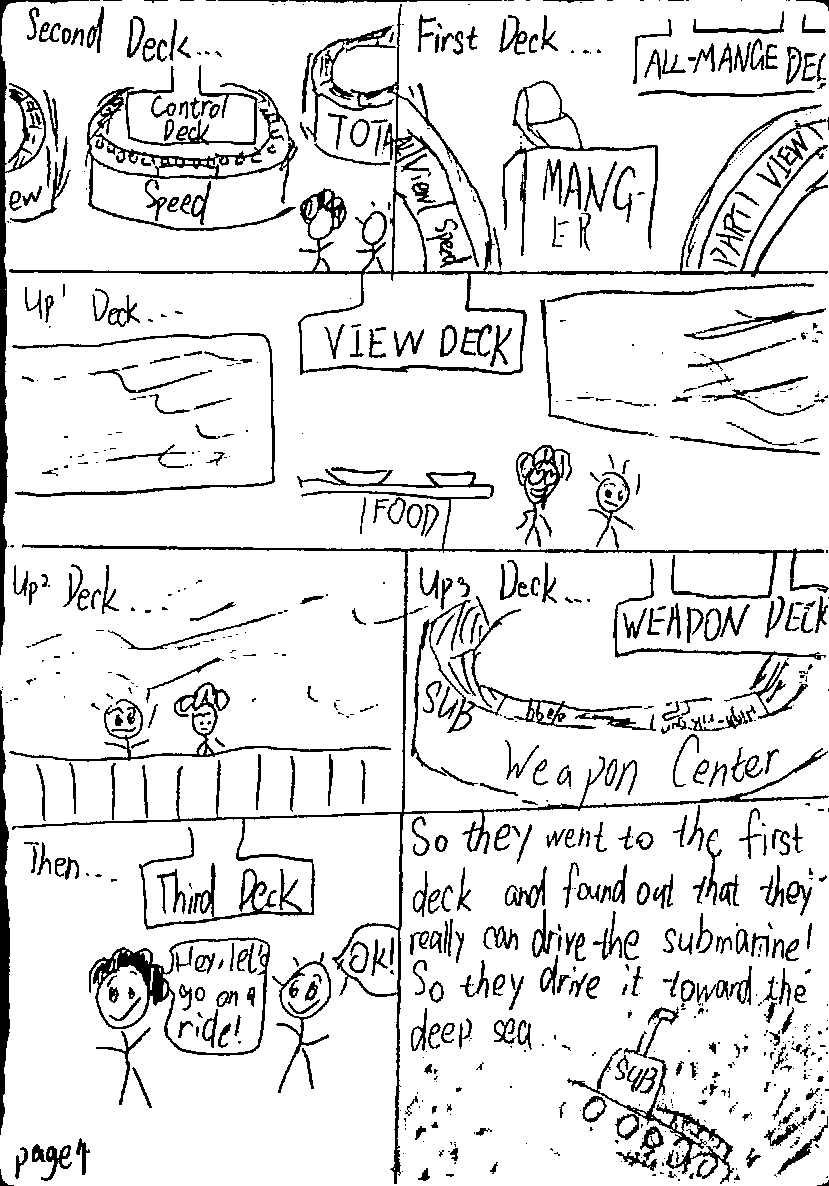 Second Deck...
Control
Deck
ew
Speed
TOTA
First Deck...
ALL-MANGE DEC
All View Speed
MANG-
ER
PART VIEW
Up1 Deck....
VIEW DECK
FOOD
Up2 Deck....
Up3 Deck...
WEAPON DECK
SUB
Weapon Center
Then...
Third Deck
Hey, let's
go on a
ride!
OK!
So they went to the first
deck and found out that they
really can drive the submarine!
So they drive it toward the
deep sea...
SUB
page 4